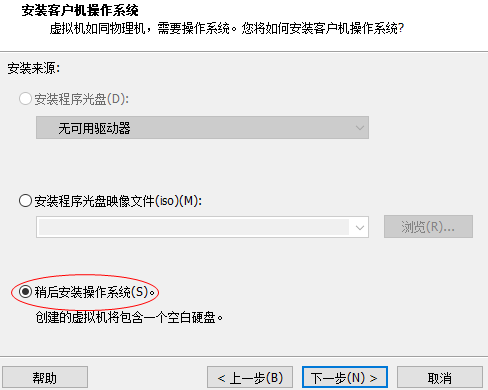 安装客户机操作系统
虚拟机如同物理机，需要操作系统。您将如何安装客户机操作系统?
安装来源:
安装程序光盘(D):
无可用驱动器
安装程序光盘映像文件(iso)(M):
浏览(R)...
稍后安装操作系统(S)。
创建的虚拟机将包含一个空白硬盘。
帮助
< 上一步(B)
下一步(N) >
取消